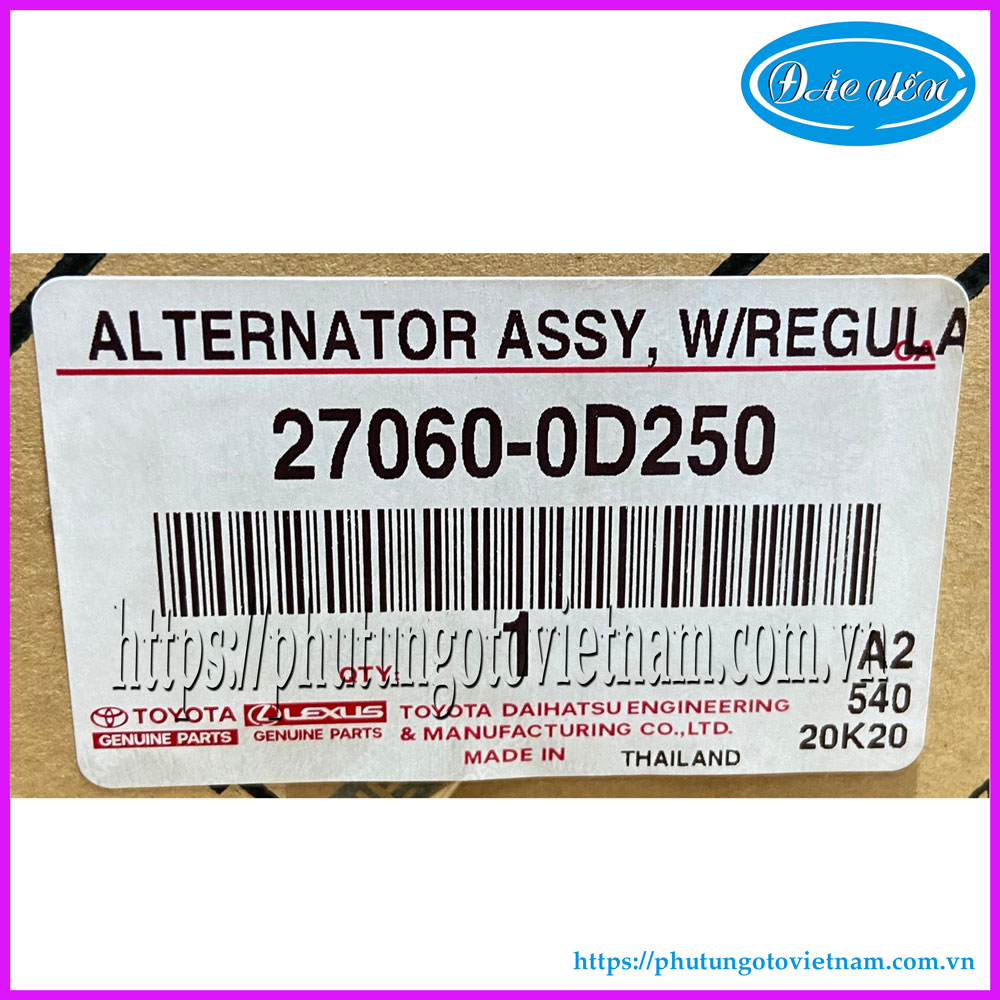 ĐẮC YẾN
ALTERNATOR ASSY, W/REGULA
CA
27060-0D250
https://phutungotovietnam.com.vn
QTY: 1
A2
540
20K20
TOYOTA
GENUINE PARTS
LEXUS
GENUINE PARTS
TOYOTA DAIHATSU ENGINEERING
& MANUFACTURING CO.,LTD.
MADE IN THAILAND
https://phutungotovietnam.com.vn